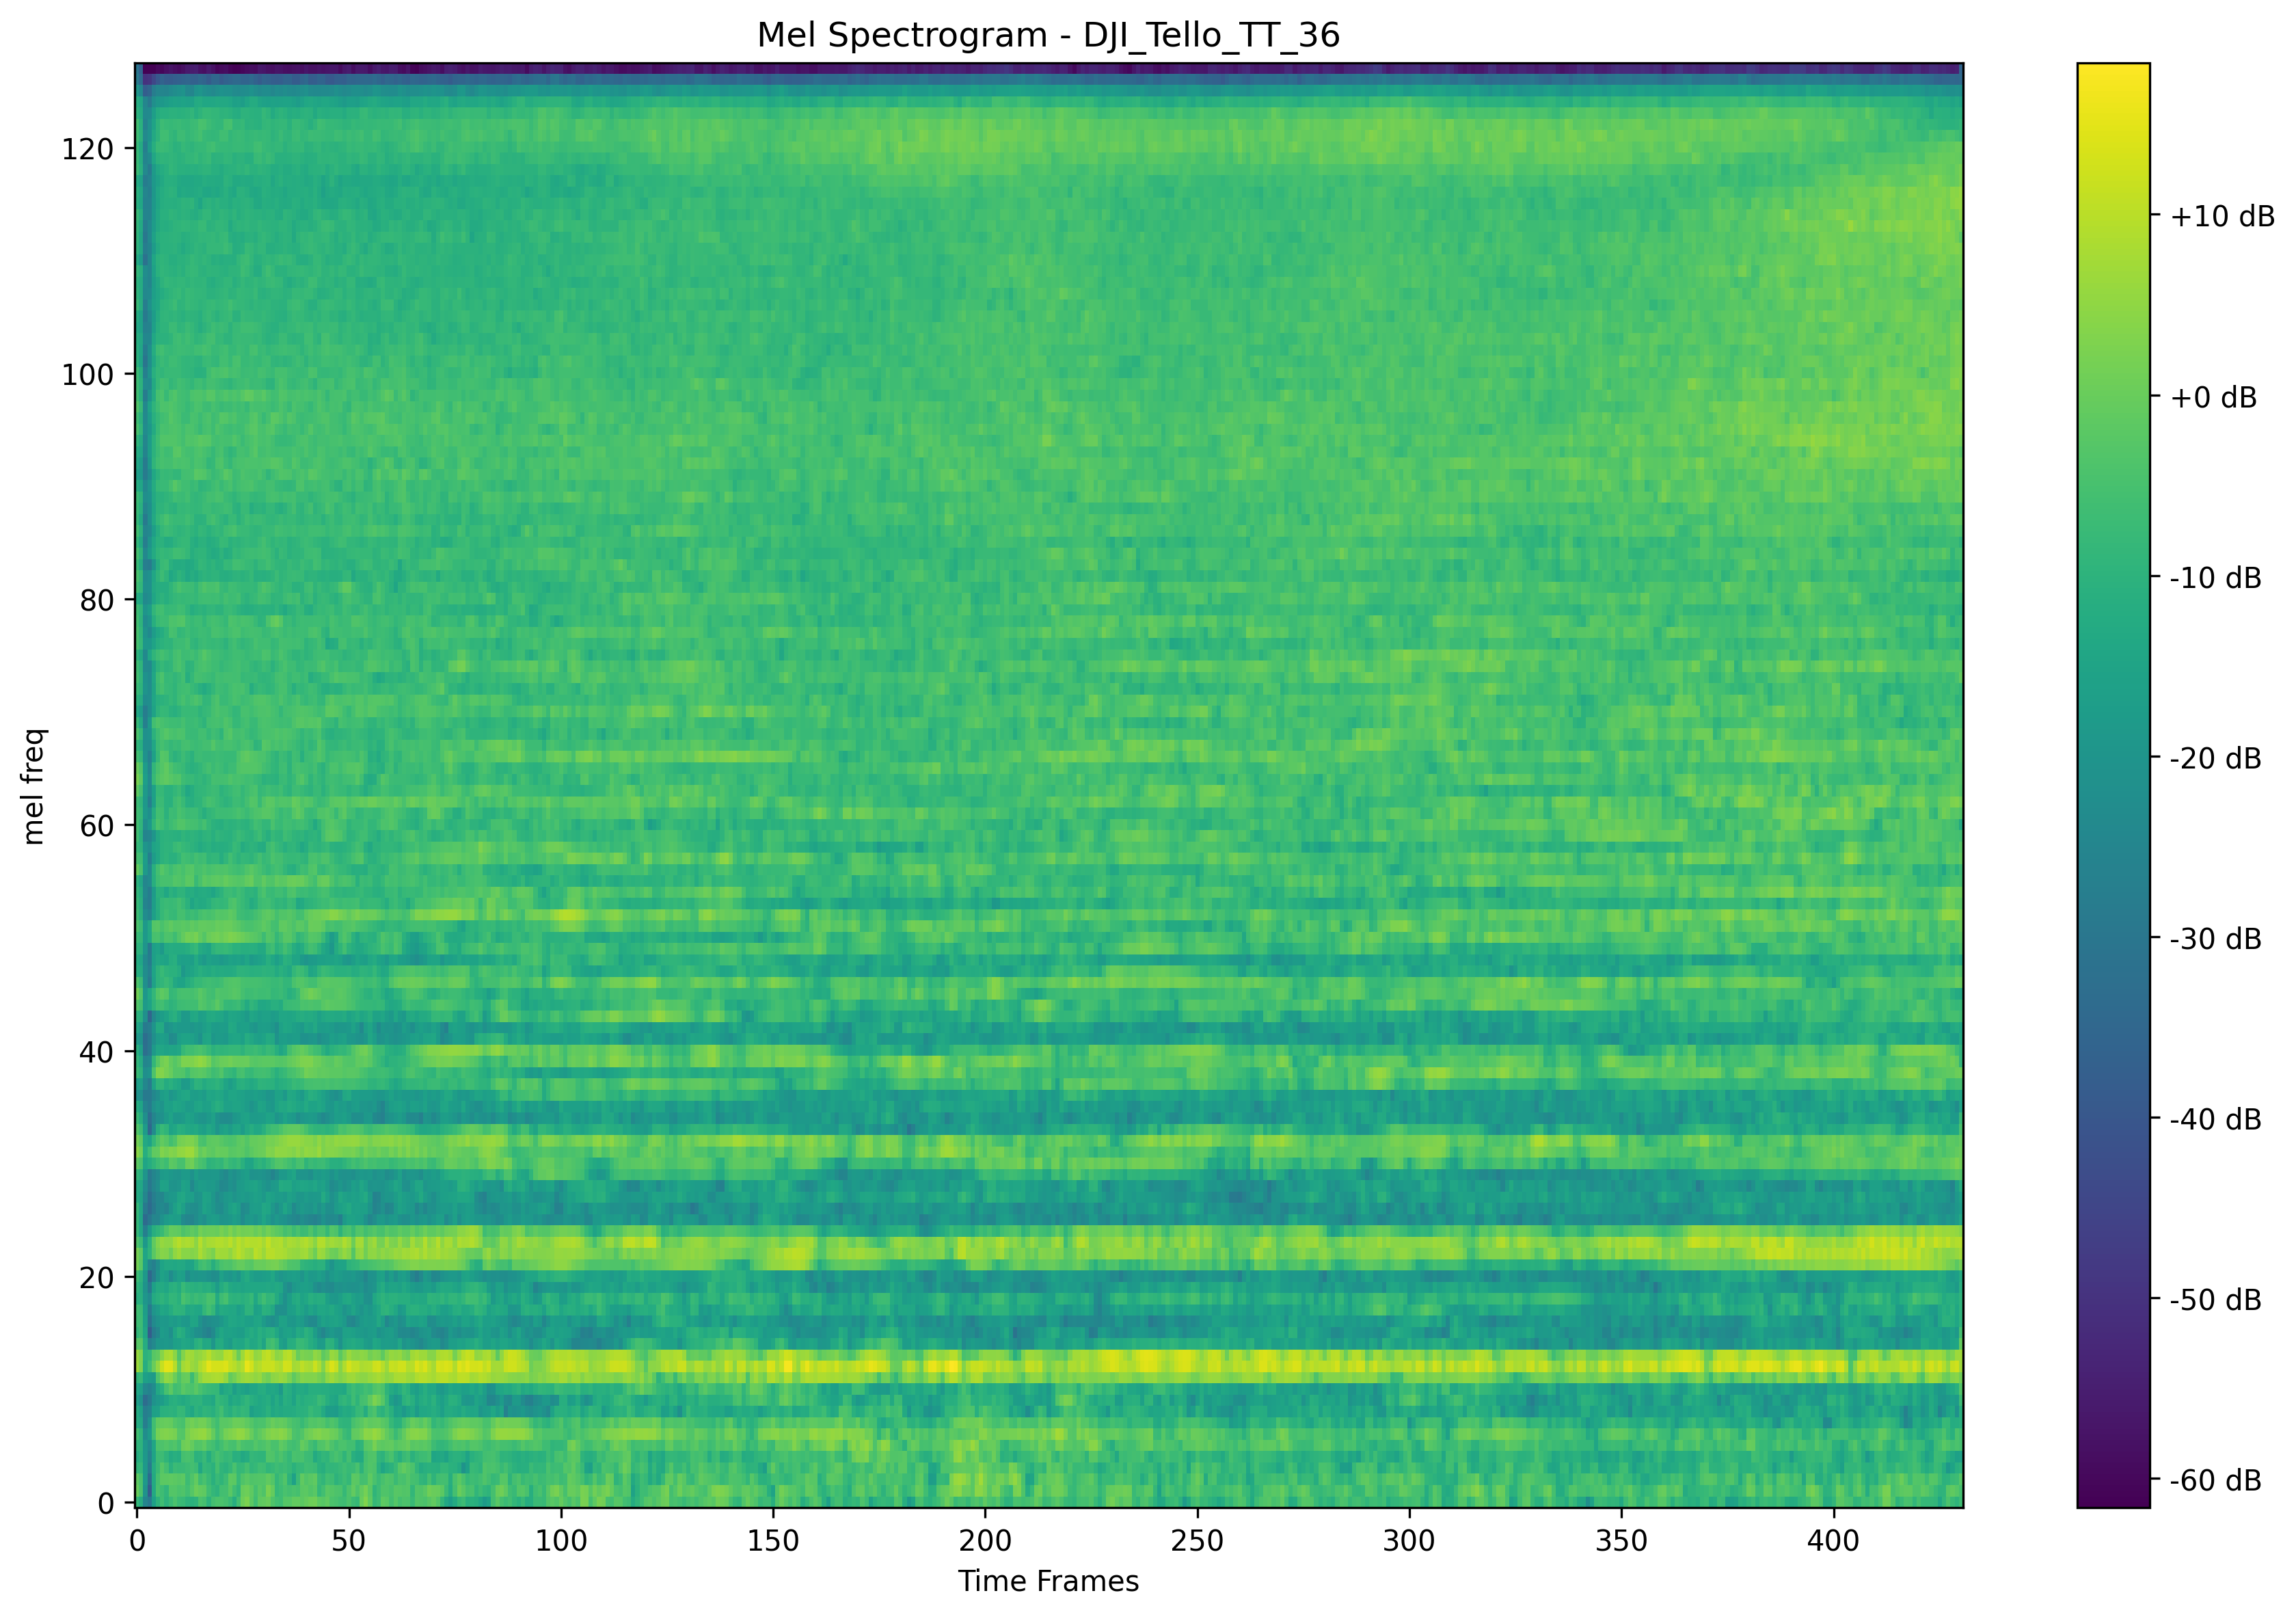 Mel Spectrogram - DJI_Tello_TT_36
mel freq
120
100
80
60
40
20
0
0 50 100 150 200 250 300 350 400
Time Frames
+10 dB
+0 dB
-10 dB
-20 dB
-30 dB
-40 dB
-50 dB
-60 dB